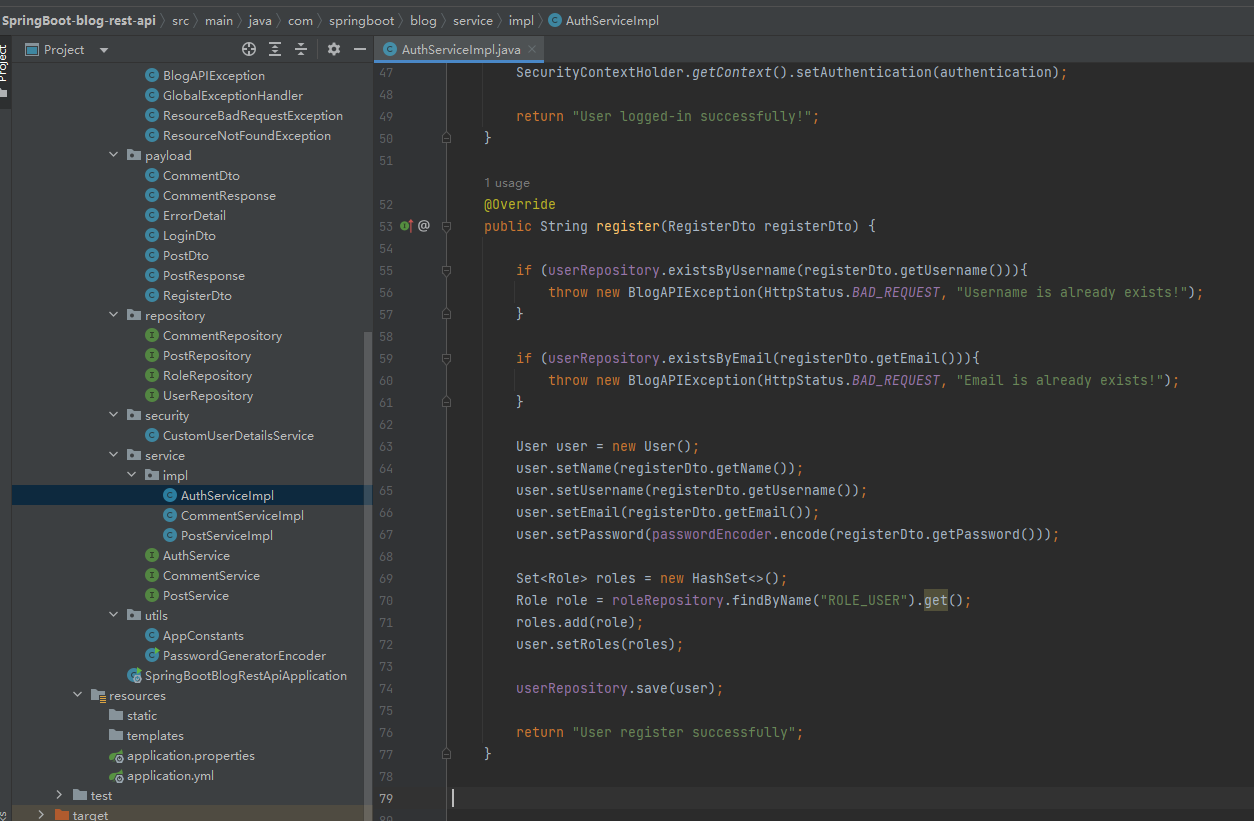 SpringBoot-blog-rest-api > src > main > java > com > springboot > blog > service > impl > AuthServiceImpl
Project
Project
AuthServiceImpl.java
BlogAPIException
GlobalExceptionHandler
ResourceBadRequestException
ResourceNotFoundException
payload
CommentDto
CommentResponse
ErrorDetail
LoginDto
PostDto
PostResponse
RegisterDto
repository
CommentRepository
PostRepository
RoleRepository
UserRepository
security
CustomUserDetailsService
service
impl
AuthServiceImpl
CommentServiceImpl
PostServiceImpl
AuthService
CommentService
PostService
utils
AppConstants
PasswordGeneratorEncoder
SpringBootBlogRestApiApplication
resources
static
templates
application.properties
application.yml
test
target
47 SecurityContextHolder.getContext().setAuthentication(authentication);
48
49 return "User logged-in successfully!";
50 }
51
1 usage
52 @Override
53 @ public String register(RegisterDto registerDto) {
54
55 if (userRepository.existsByUsername(registerDto.getUsername())){
56 throw new BlogAPIException(HttpStatus.BAD_REQUEST, "Username is already exists!");
57 }
58
59 if (userRepository.existsByEmail(registerDto.getEmail())){
60 throw new BlogAPIException(HttpStatus.BAD_REQUEST, "Email is already exists!");
61 }
62
63 User user = new User();
64 user.setName(registerDto.getName());
65 user.setUsername(registerDto.getUsername());
66 user.setEmail(registerDto.getEmail());
67 user.setPassword(passwordEncoder.encode(registerDto.getPassword()));
68
69 Set<Role> roles = new HashSet<>();
70 Role role = roleRepository.findByName("ROLE_USER").get();
71 roles.add(role);
72 user.setRoles(roles);
73
74 userRepository.save(user);
75
76 return "User register successfully";
77 }
78
79